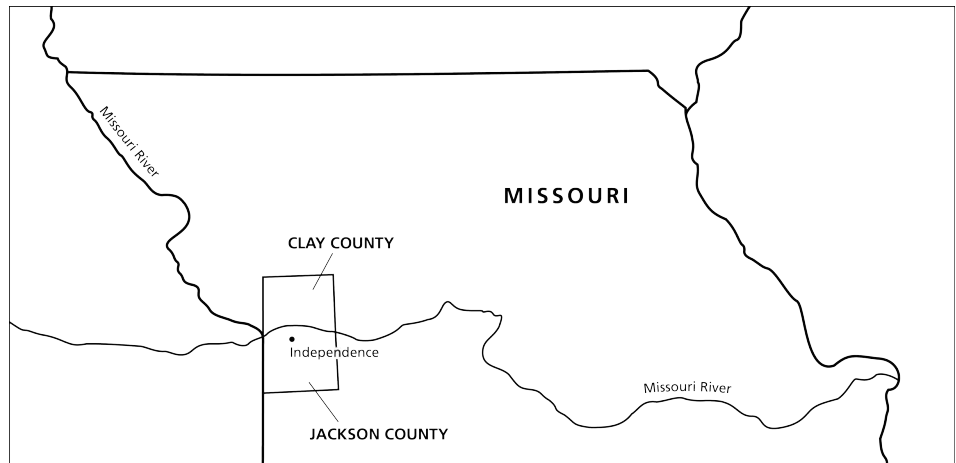 Missouri River
MISSOURI
CLAY COUNTY
Independence
Missouri River
JACKSON COUNTY